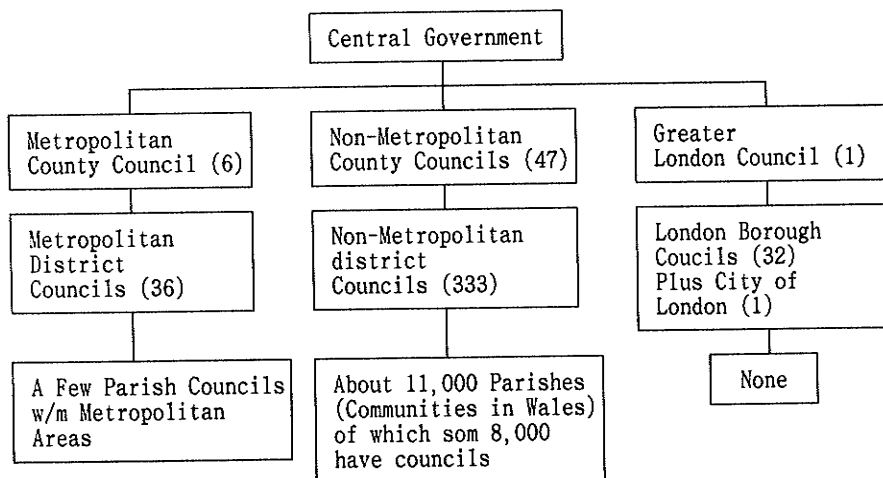 Central Government
Metropolitan
County Council (6)
Non-Metropolitan
County Councils (47)
Greater
London Council (1)
Metropolitan
District
Councils (36)
Non-Metropolitan
district
Councils (333)
London Borough
Coucils (32)
Plus City of
London (1)
A Few Parish Councils
w/m Metropolitan
Areas
About 11,000 Parishes
(Communities in Wales)
of which som 8,000
have councils
None